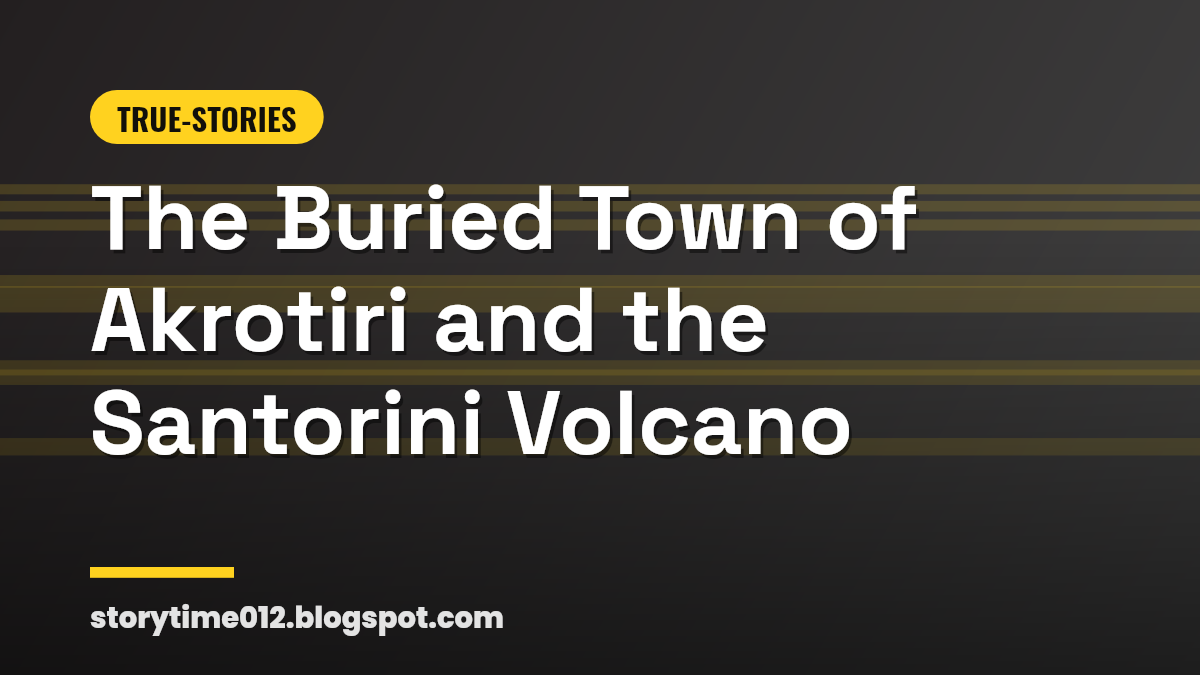 TRUE-STORIES
The Buried Town of
Akrotiri and the
Santorini Volcano
storytime012.blogspot.com